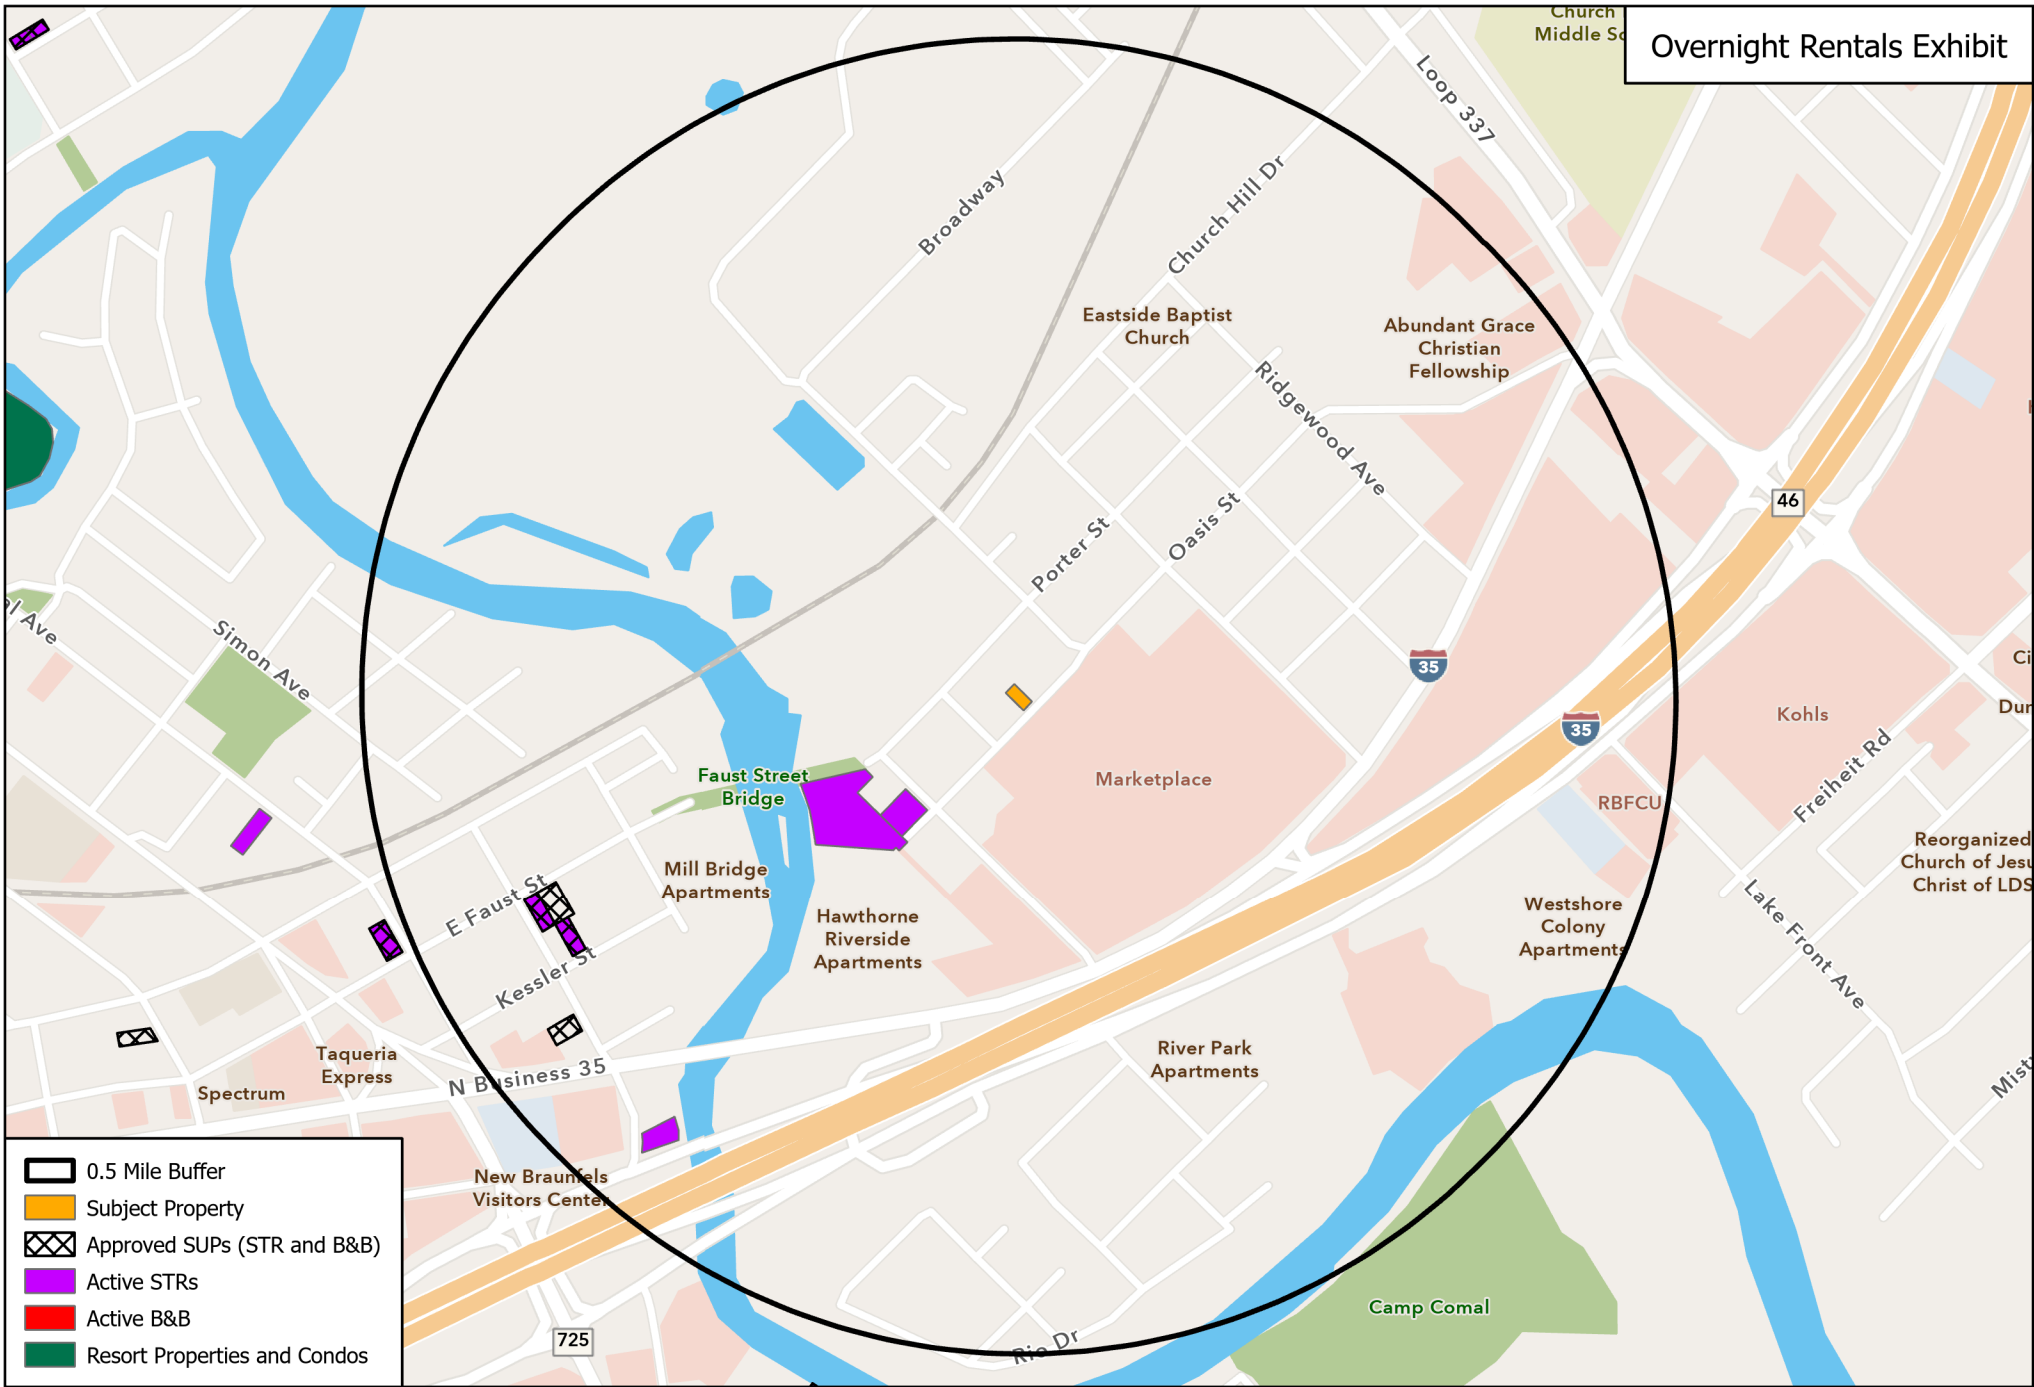 Overnight Rentals Exhibit
Church
Middle
Loop 337
Broadway
Church Hill Dr
Eastside Baptist
Church
Abundant Grace
Christian
Fellowship
Ridgewood Ave
46
Porter St
Oasis St
Ave
Simon Ave
35
35
Kohls
Freiheit Rd
Marketplace
RBFCU
Faust Street
Bridge
Mill Bridge
Apartments
E Faust St
Hawthorne
Riverside
Apartments
Kessler St
Westshore
Colony
Apartments
Reorganized
Church of
Christ of LDS
Lake Front Ave
River Park
Apartments
Taqueria
Express
Spectrum
N Business 35
New Braunfels
Visitors Center
Camp Comal
Rio Dr
725
0.5 Mile Buffer
Subject Property
Approved SUPs (STR and B&B)
Active STRs
Active B&B
Resort Properties and Condos